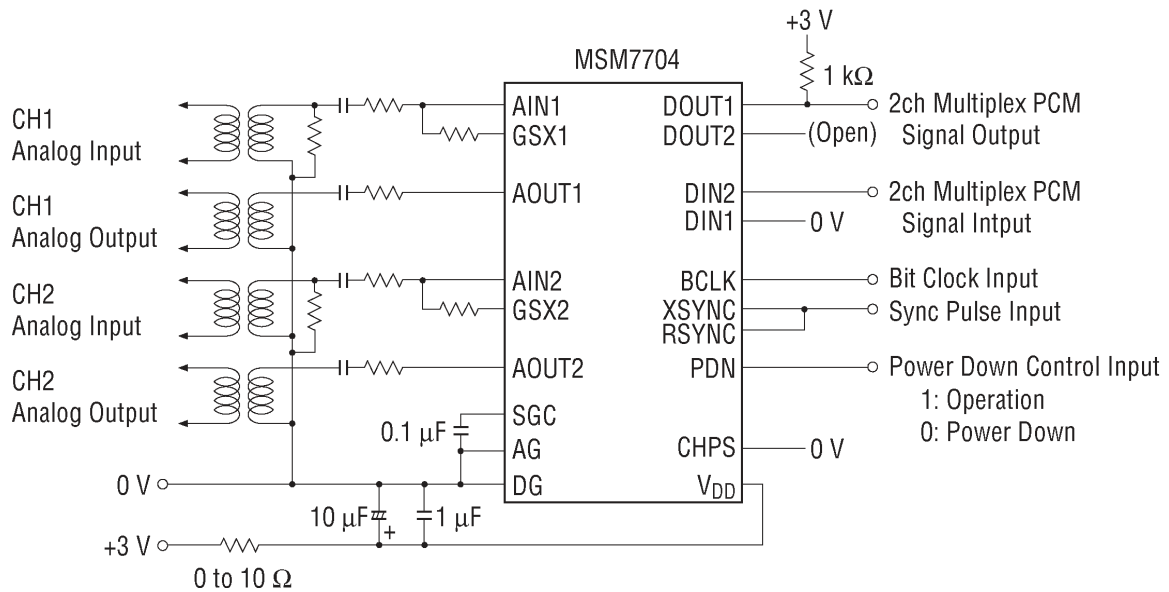 +3 V
MSM7704
1 kΩ
CH1
Analog Input
AIN1
GSX1
DOUT1
DOUT2
(Open)
2ch Multiplex PCM
Signal Output
CH1
Analog Output
AOUT1
DIN2
DIN1
0 V
2ch Multiplex PCM
Signal Intput
CH2
Analog Input
AIN2
GSX2
BCLK
XSYNC
RSYNC
Bit Clock Input
Sync Pulse Input
CH2
Analog Output
AOUT2
PDN
Power Down Control Input
1: Operation
0: Power Down
SGC
0.1 μF
AG
CHPS
0 V
0 V
DG
VDD
10 μF
+
1 μF
+3 V
0 to 10 Ω